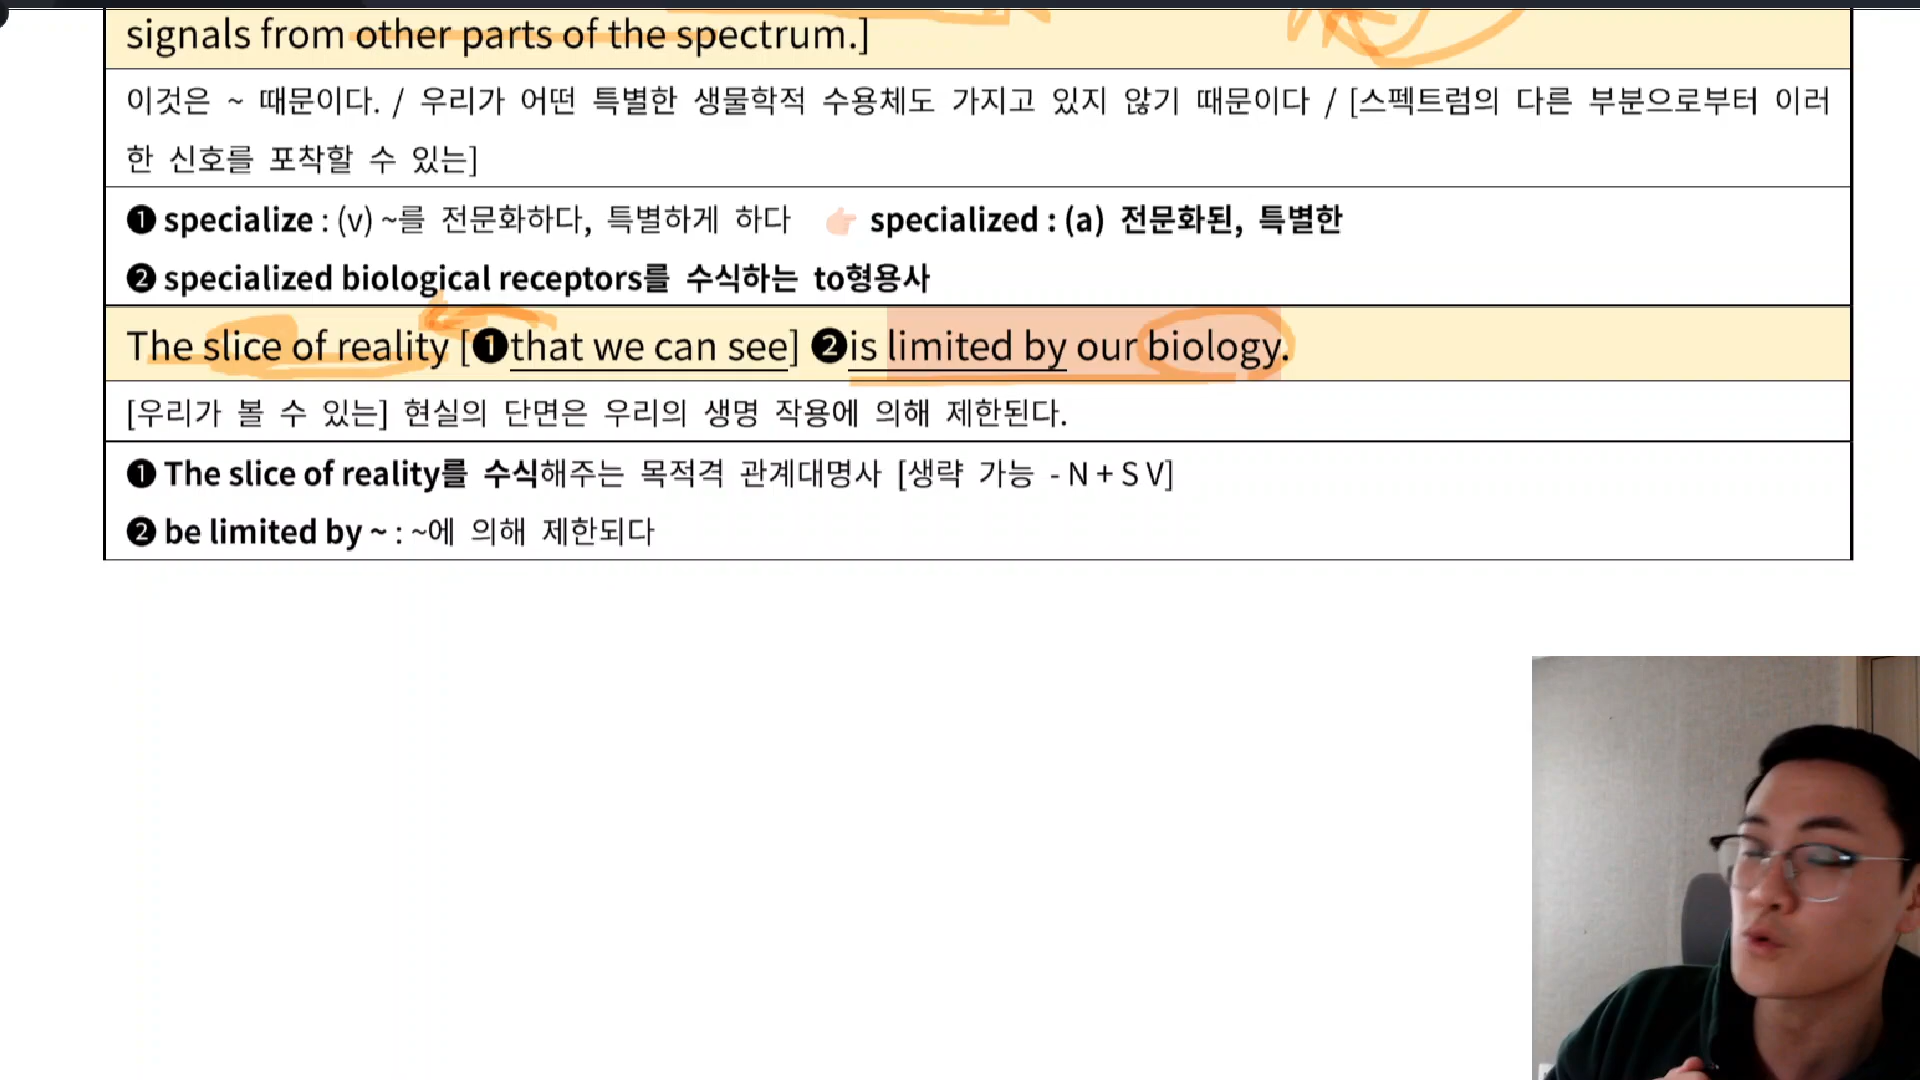 signals from other parts of the spectrum.]
이것은 ~ 때문이다. / 우리가 어떤 특별한 생물학적 수용체도 가지고 있지 않기 때문이다 / [스펙트럼의 다른 부분으로부터 이러
한 신호를 포착할 수 있는]
❶ specialize : (v) ~를 전문화하다, 특별하게 하다 👉 specialized : (a) 전문화된, 특별한
❷ specialized biological receptors를 수식하는 to형용사
The slice of reality [❶that we can see] ❷is limited by our biology.
[우리가 볼 수 있는] 현실의 단면은 우리의 생명 작용에 의해 제한된다.
❶ The slice of reality를 수식해주는 목적격 관계대명사 [생략 가능 - N + S V]
❷ be limited by ~ : ~에 의해 제한되다